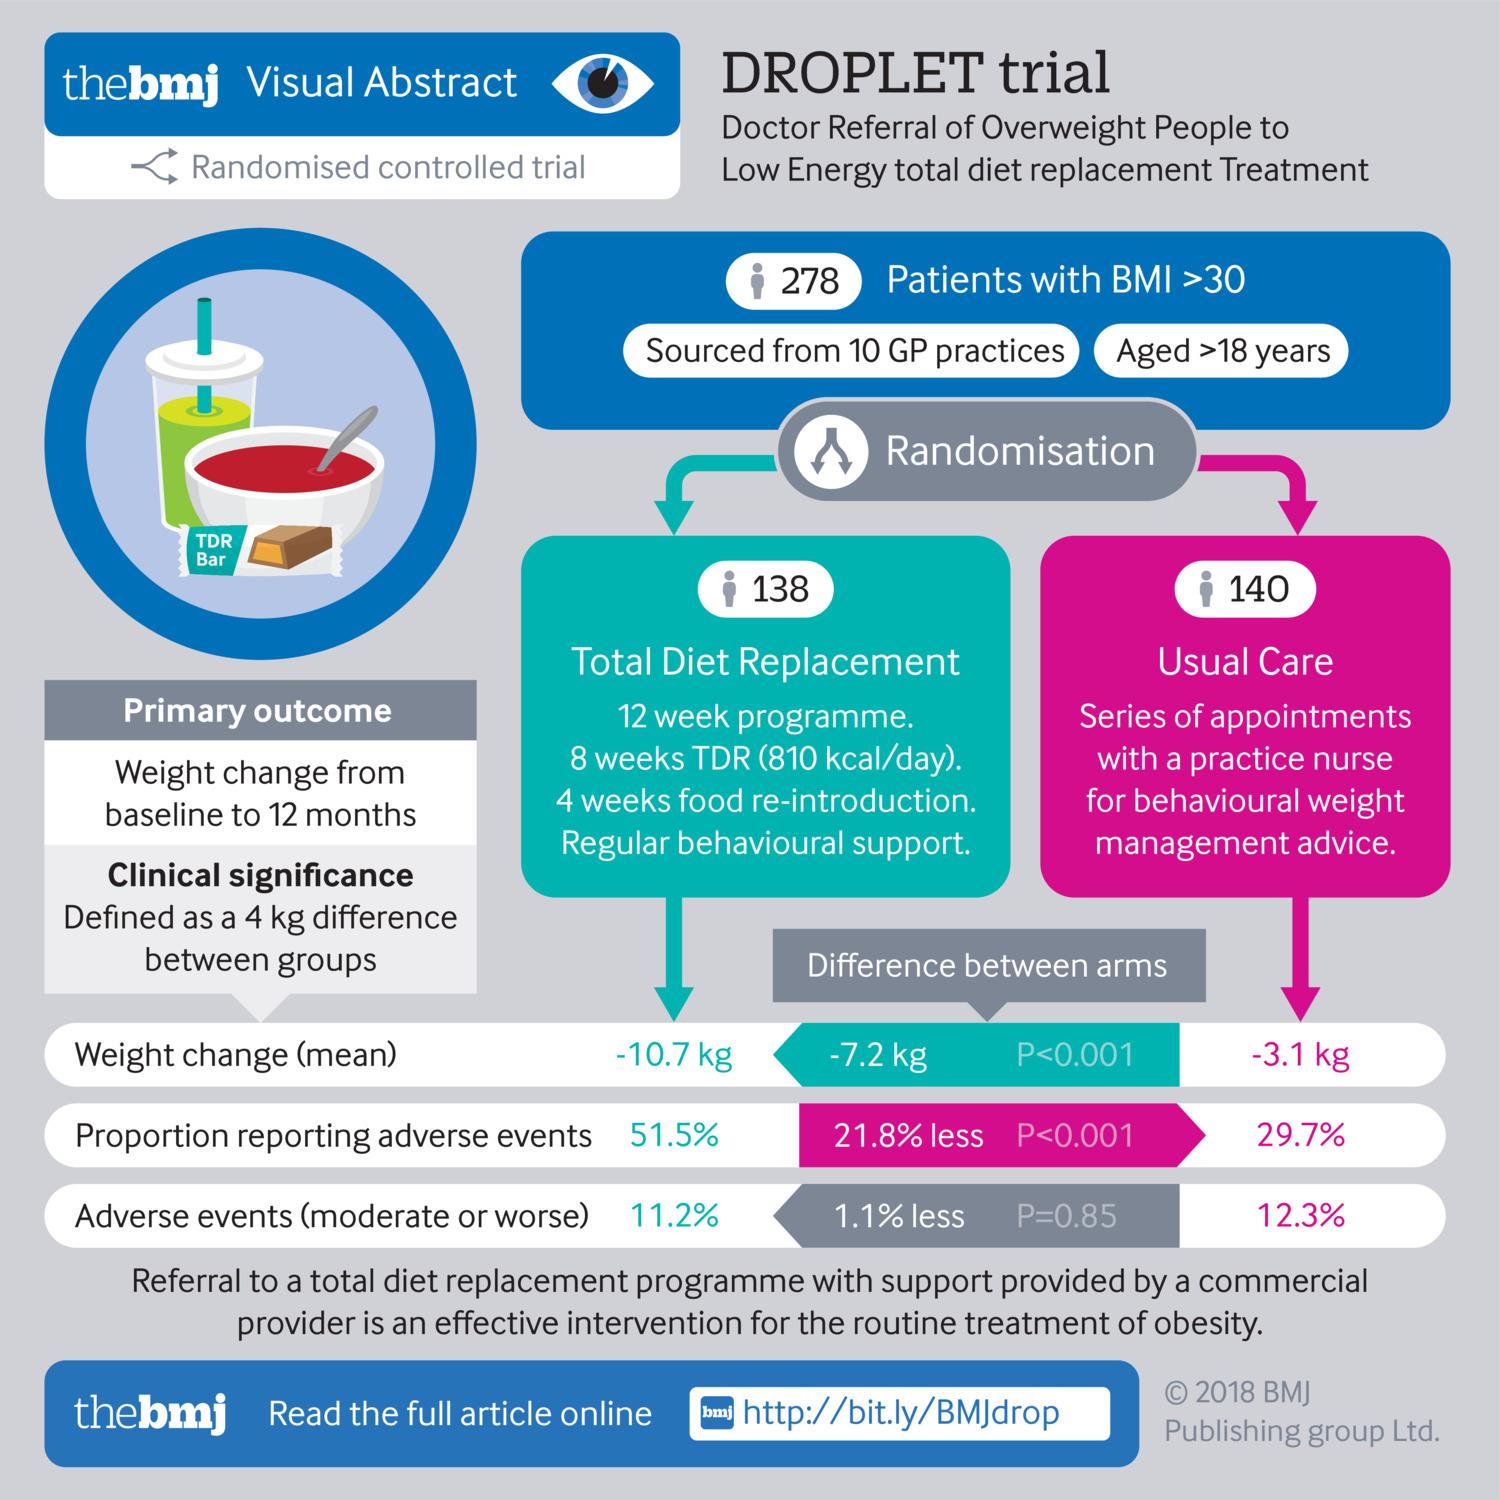 thebmj Visual Abstract
Randomised controlled trial
DROPLET trial
Doctor Referral of Overweight People to
Low Energy total diet replacement Treatment
278 Patients with BMI >30
Sourced from 10 GP practices Aged >18 years
Randomisation
TDR
Bar
138
Total Diet Replacement
12 week programme.
8 weeks TDR (810 kcal/day).
4 weeks food re-introduction.
Regular behavioural support.
140
Usual Care
Series of appointments
with a practice nurse
for behavioural weight
management advice.
Primary outcome
Weight change from
baseline to 12 months
Clinical significance
Defined as a 4 kg difference
between groups
Difference between arms
Weight change (mean) -10.7 kg -7.2 kg P<0.001 -3.1 kg
Proportion reporting adverse events 51.5% 21.8% less P<0.001 29.7%
Adverse events (moderate or worse) 11.2% 1.1% less P=0.85 12.3%
Referral to a total diet replacement programme with support provided by a commercial
provider is an effective intervention for the routine treatment of obesity.
thebmj Read the full article online bmj http://bit.ly/BMJdrop
© 2018 BMJ
Publishing group Ltd.